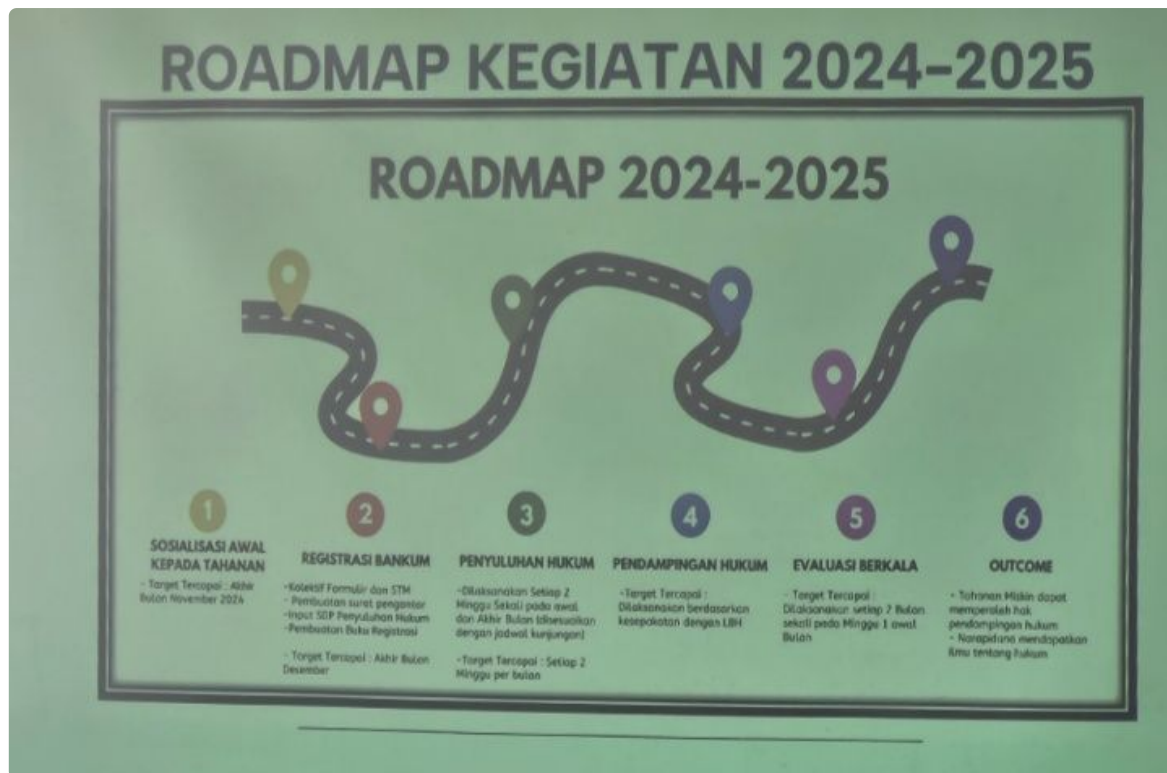 ROADMAP KEGIATAN 2024-2025
ROADMAP 2024-2025
1
SOSIALISASI AWAL
KEPADA TAHANAN
- Target Tercapai : Akhir
Bulan November 2024
2
REGISTRASI BANKUM
-Kolektif Formulir dan STM
- Pembuatan surat pengantar
-Input SDP Penyuluhan Hukum
-Pembuatan Buku Registrasi
- Target Tercapai : Akhir Bulan
Desember
3
PENYULUHAN HUKUM
-Dilaksanakan Setiap 2
Minggu Sekali pada awal
dan Akhir Bulan (disesuaikan
dengan jadwal kunjungan)
-Target Tercapai : Setiap 2
Minggu per bulan
4
PENDAMPINGAN HUKUM
-Target Tercapai :
Dilaksanakan berdasarkan
kesepakatan dengan LBH
5
EVALUASI BERKALA
- Target Tercapai :
Dilaksanakan setiap Bulan
sekali pada Minggu 1 awal
Bulan
6
OUTCOME
- Tahanan Miskin dapat
memperoleh hak
pendampingan hukum
- Narapidana mendapatkan
ilmu tentang hukum